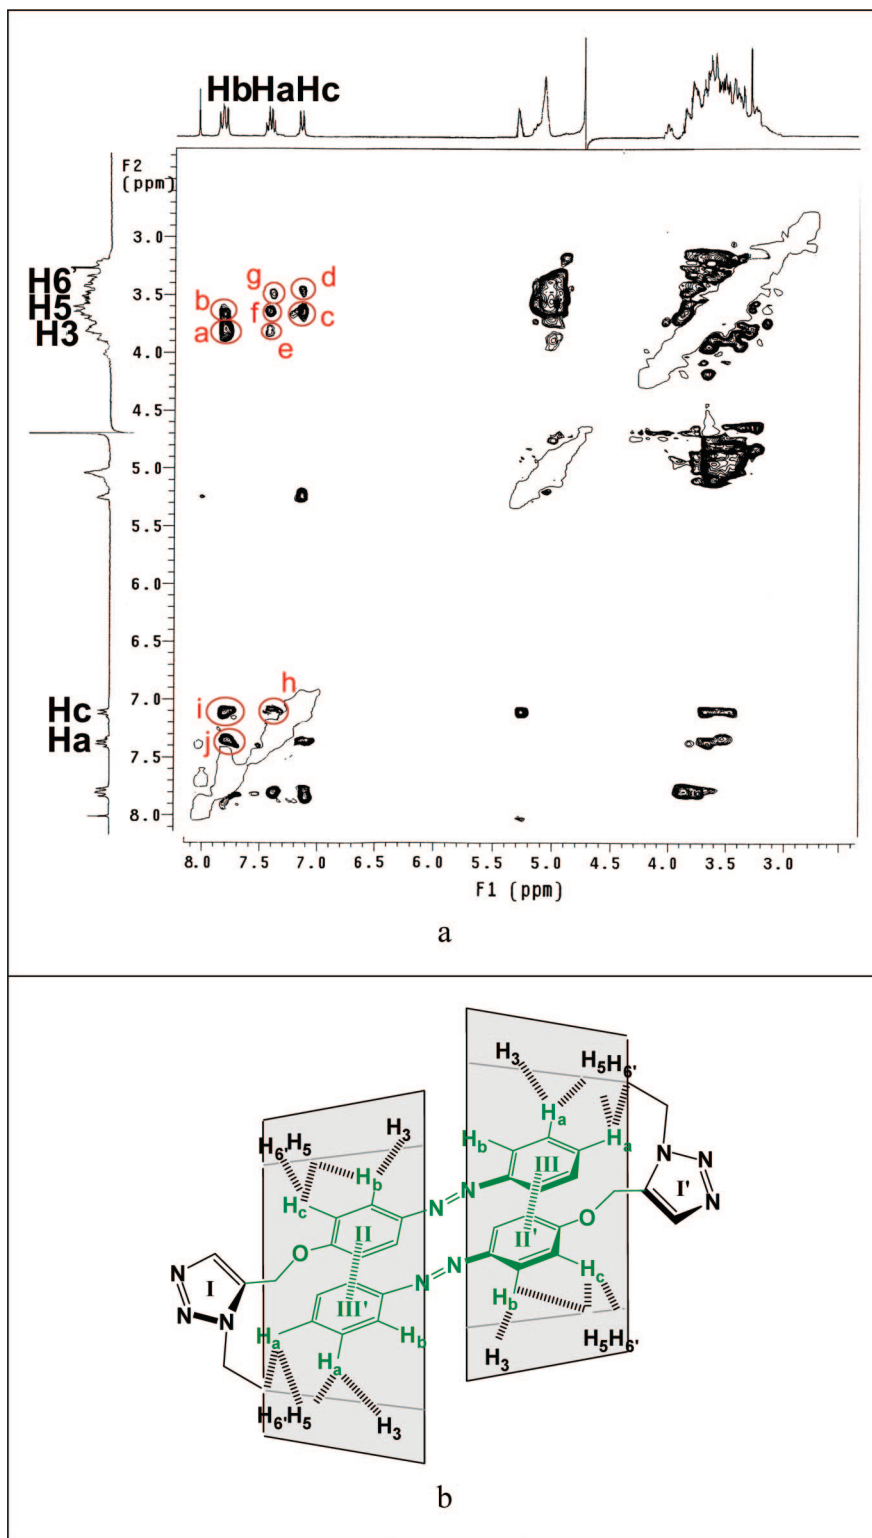 HbHaHc
F2
(ppm)
3.0
H6'
g d
3.5
b
H5
f
H3
a c
4.0
e
4.5
5.0
5.5
6.0
6.5
h
7.0
Hc
i
Ha
7.5
j
8.0
8.0 7.5 7.0 6.5 6.0 5.5 5.0 4.5 4.0 3.5 3.0
F1 (ppm)
a
H3 H5H6'
Ha
H3 Hb Ha
H6'H5
N N
III N I'
Hb N=N
Hc
II II' O
O N=N Hc
N I III' Hb
N N
Ha Hb H5H6'
Ha H3
H6'H5
H3
b